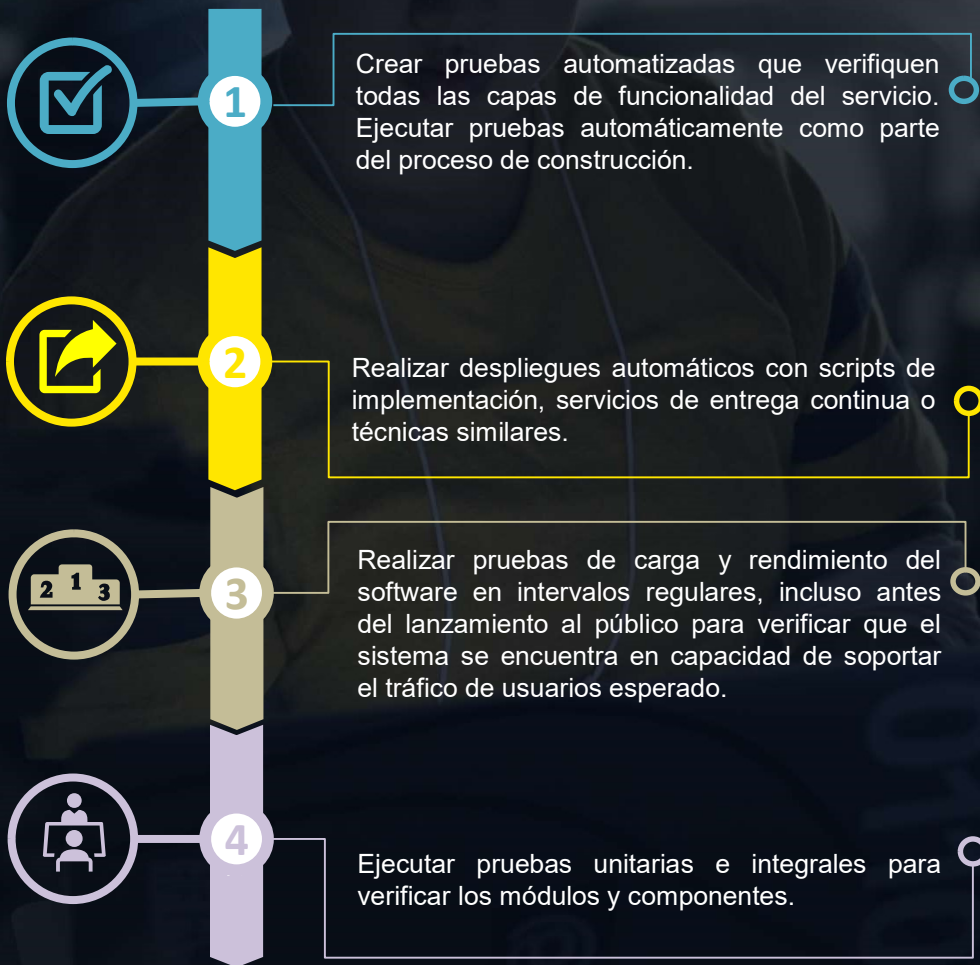 1
Crear pruebas automatizadas que verifiquen
todas las capas de funcionalidad del servicio.
Ejecutar pruebas automáticamente como parte
del proceso de construcción.
2
Realizar despliegues automáticos con scripts de
implementación, servicios de entrega continua o
técnicas similares.
2 1 3
3
Realizar pruebas de carga y rendimiento del
software en intervalos regulares, incluso antes
del lanzamiento al público para verificar que el
sistema se encuentra en capacidad de soportar
el tráfico de usuarios esperado.
4
Ejecutar pruebas unitarias e integrales para
verificar los módulos y componentes.